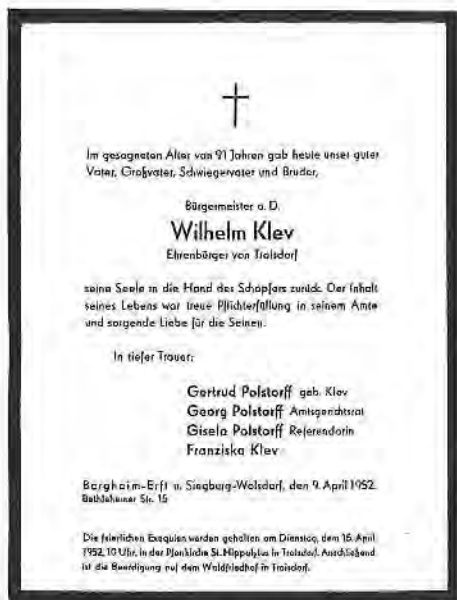 Im gesegneten Alter von 91 Jahren gab heute unser guter
Vater, Großvater, Schwiegervater und Bruder,
Bürgermeister a. D.
Wilhelm Klev
Ehrenbürger von Troisdorf
seine Seele in die Hand des Schöpfers zurück. Der Inhalt
seines Lebens war treue Pflichterfüllung in seinem Amte
und sorgende Liebe für die Seinen.
In tiefer Trauer:
Gertrud Polstorff geb. Klev
Georg Polstorff Amtsgerichtsrat
Gisela Polstorff Referendarin
Franziska Klev
Bergheim-Erft u. Siegburg-Wolsdorf, den 9. April 1952.
Bethlehemer Str. 15
Die feierlichen Exequien werden gehalten am Dienstag, dem 15. April
1952, 10 Uhr, in der Pfarrkirche St. Hippolytus in Troisdorf. Anschließend
ist die Beerdigung auf dem Waldfriedhof in Troisdorf.